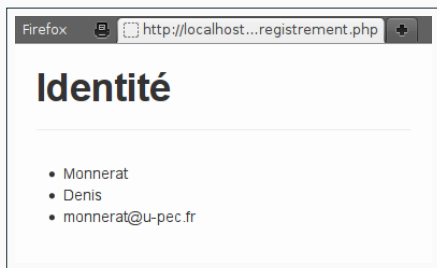 Firefox http://localhost...registrement.php
Identité
Monnerat
Denis
monnerat@u-pec.fr